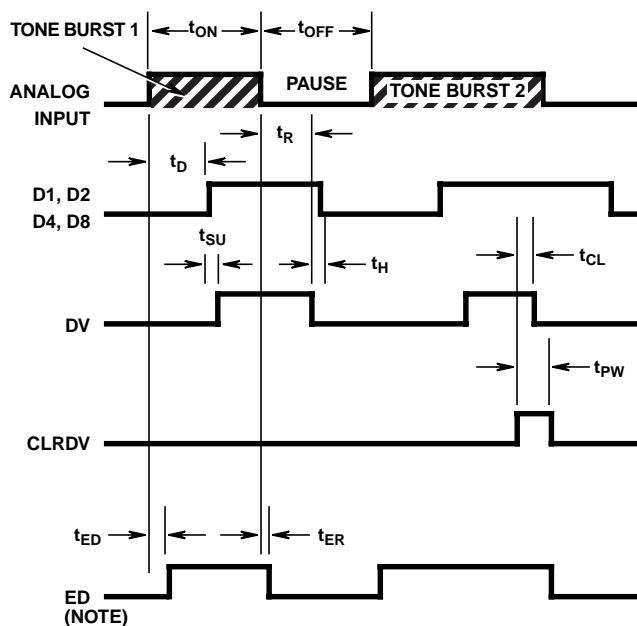 TONE BURST 1
tON
tOFF
ANALOG
INPUT
PAUSE
TONE BURST 2
tR
tD
D1, D2
D4, D8
tSU
tH
tCL
DV
tPW
CLRDV
tED
tER
ED
(NOTE)